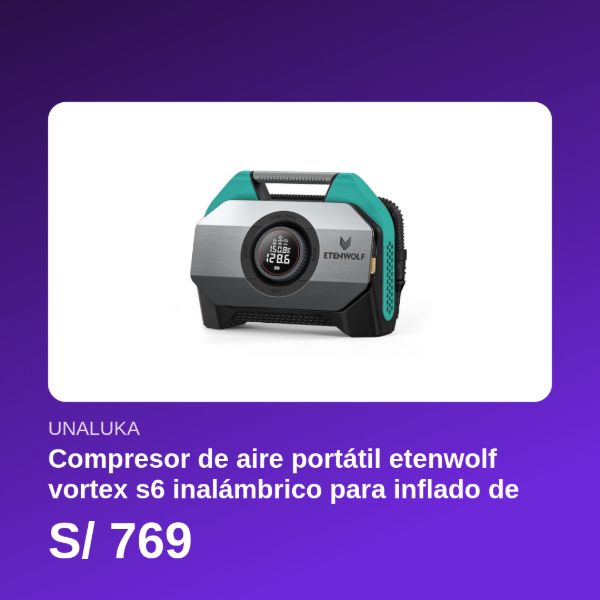 ETENWOLF
UNALUKA
Compresor de aire portátil etenwolf
vortex s6 inalámbrico para inflado de
S/ 769